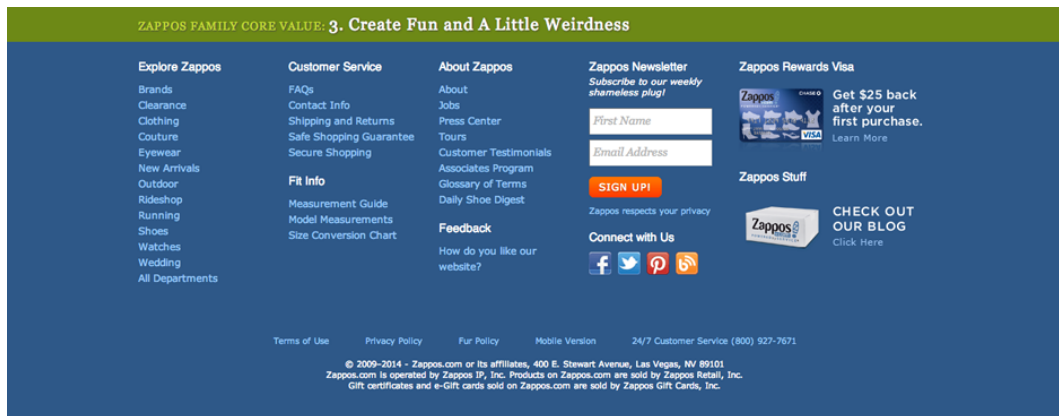 ZAPPOS FAMILY CORE VALUE: 3. Create Fun and A Little Weirdness
Explore Zappos
Brands
Clearance
Clothing
Couture
Eyewear
New Arrivals
Outdoor
Rideshop
Running
Shoes
Watches
Wedding
All Departments
Customer Service
FAQs
Contact Info
Shipping and Returns
Safe Shopping Guarantee
Secure Shopping
Fit Info
Measurement Guide
Model Measurements
Size Conversion Chart
About Zappos
About
Jobs
Press Center
Tours
Customer Testimonials
Associates Program
Glossary of Terms
Daily Shoe Digest
Feedback
How do you like our
website?
Zappos Newsletter
Subscribe to our weekly
shameless plug!
First Name
Email Address
SIGN UP!
Zappos respects your privacy
Connect with Us
Zappos Rewards Visa
Zappos
CHASE
VISA
Get $25 back
after your
first purchase.
Learn More
Zappos Stuff
Zappos
CHECK OUT
OUR BLOG
Click Here
Terms of Use Privacy Policy Fur Policy Mobile Version 24/7 Customer Service (800) 927-7671
© 2009-2014 - Zappos.com or its affiliates, 400 E. Stewart Avenue, Las Vegas, NV 89101
Zappos.com is operated by Zappos IP, Inc. Products on Zappos.com are sold by Zappos Retail, Inc.
Gift certificates and e-Gift cards sold on Zappos.com are sold by Zappos Gift Cards, Inc.